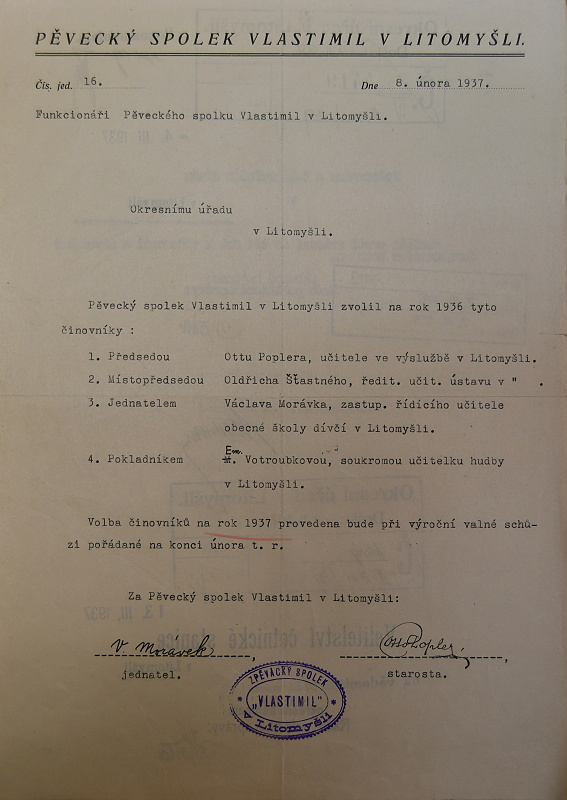 PĚVECKÝ SPOLEK VLASTIMIL V LITOMYŠLI.
Čís. jed. 16. Dne 8. února 1937.
Funkcionáři Pěveckého spolku Vlastimil v Litomyšli.
Okresnímu úřadu
v Litomyšli.
Pěvecký spolek Vlastimil v Litomyšli zvolil na rok 1936 tyto
činovníky :
1. Předsedou Ottu Poplera, učitele ve výslužbě v Litomyšli.
2. Místopředsedou Oldřicha Šťastného, ředit. učit. ústavu v " .
3. Jednatelem Václava Morávka, zastup. řídícího učitele
obecné školy dívčí v Litomyšli.
4. Pokladníkem Em. Votroubkovou, soukromou učitelku hudby
v Litomyšli.
Volba činovníků na rok 1937 provedena bude při výroční valné schů-
zi pořádané na konci února t. r.
Za Pěvecký spolek Vlastimil v Litomyšli:
V. Morávek , Otto Popler ,
jednatel. starosta.
ZPĚVÁCKÝ SPOLEK
* „VLASTIMIL" *
v Litomyšli